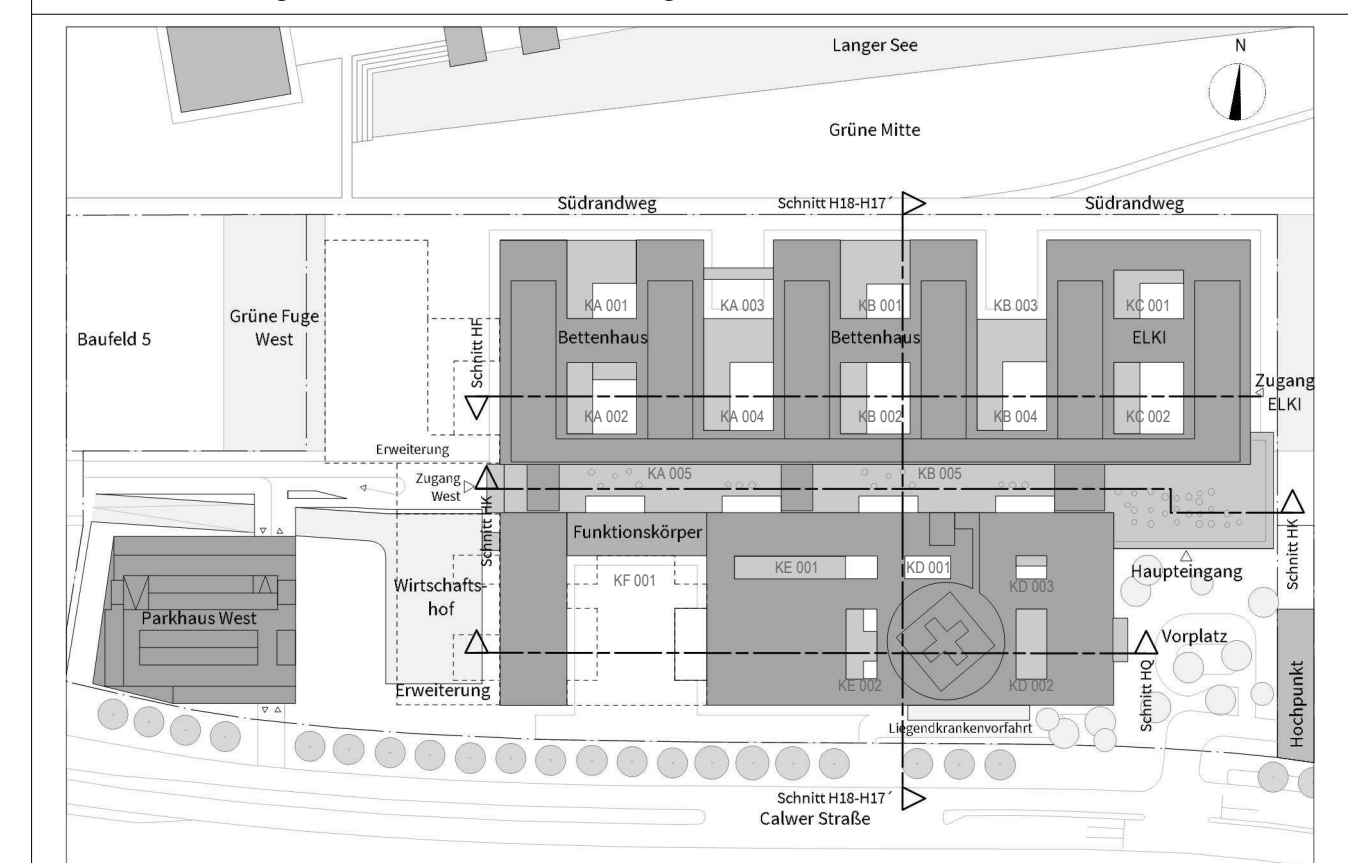 Langer See
N
Grüne Mitte
Südrandweg
Schnitt H18-H17´
Südrandweg
Grüne Fuge
West
Baufeld 5
Schnitt HF
KA 001
KA 003
KB 001
KB 003
KC 001
Bettenhaus
Bettenhaus
ELKI
Zugang
ELKI
KA 002
KA 004
KB 002
KB 004
KC 002
Erweiterung
Zugang
West
KA 005
KB 005
Schnitt HK
Schnitt HK
Funktionskörper
KE 001
KD 001
KD 003
Haupteingang
KF 001
Wirtschafts-
hof
Parkhaus West
Vorplatz
Erweiterung
KE 002
KD 002
Schnitt HQ
Hochpunkt
Liegendkrankenvorfahrt
Schnitt H18-H17´
Calwer Straße